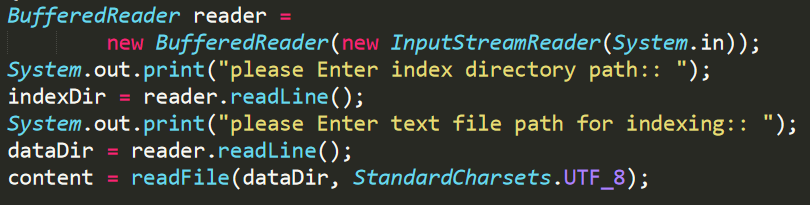 BufferedReader reader =
new BufferedReader(new InputStreamReader(System.in));
System.out.print("please Enter index directory path:: ");
indexDir = reader.readLine();
System.out.print("please Enter text file path for indexing:: ");
dataDir = reader.readLine();
content = readFile(dataDir, StandardCharsets.UTF_8);